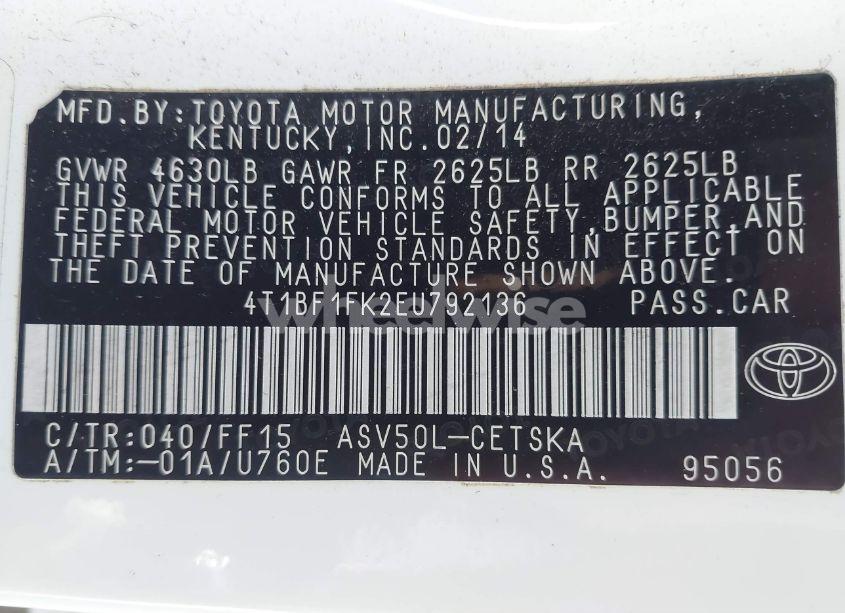 MFD.BY:TOYOTA MOTOR MANUFACTURING,
KENTUCKY,INC.02/14
GVWR 4630LB GAWR FR 2625LB RR 2625LB
THIS VEHICLE CONFORMS TO ALL APPLICABLE
FEDERAL MOTOR VEHICLE SAFETY,BUMPER,AND
THEFT PREVENTION STANDARDS IN EFFECT ON
THE DATE OF MANUFACTURE SHOWN ABOVE.
4T1BF1FK2EU792136 PASS.CAR
wheelwise
C/TR:040/FF15 ASV50L-CETSKA
A/TM:-01A/U760E MADE IN U.S.A. 95056